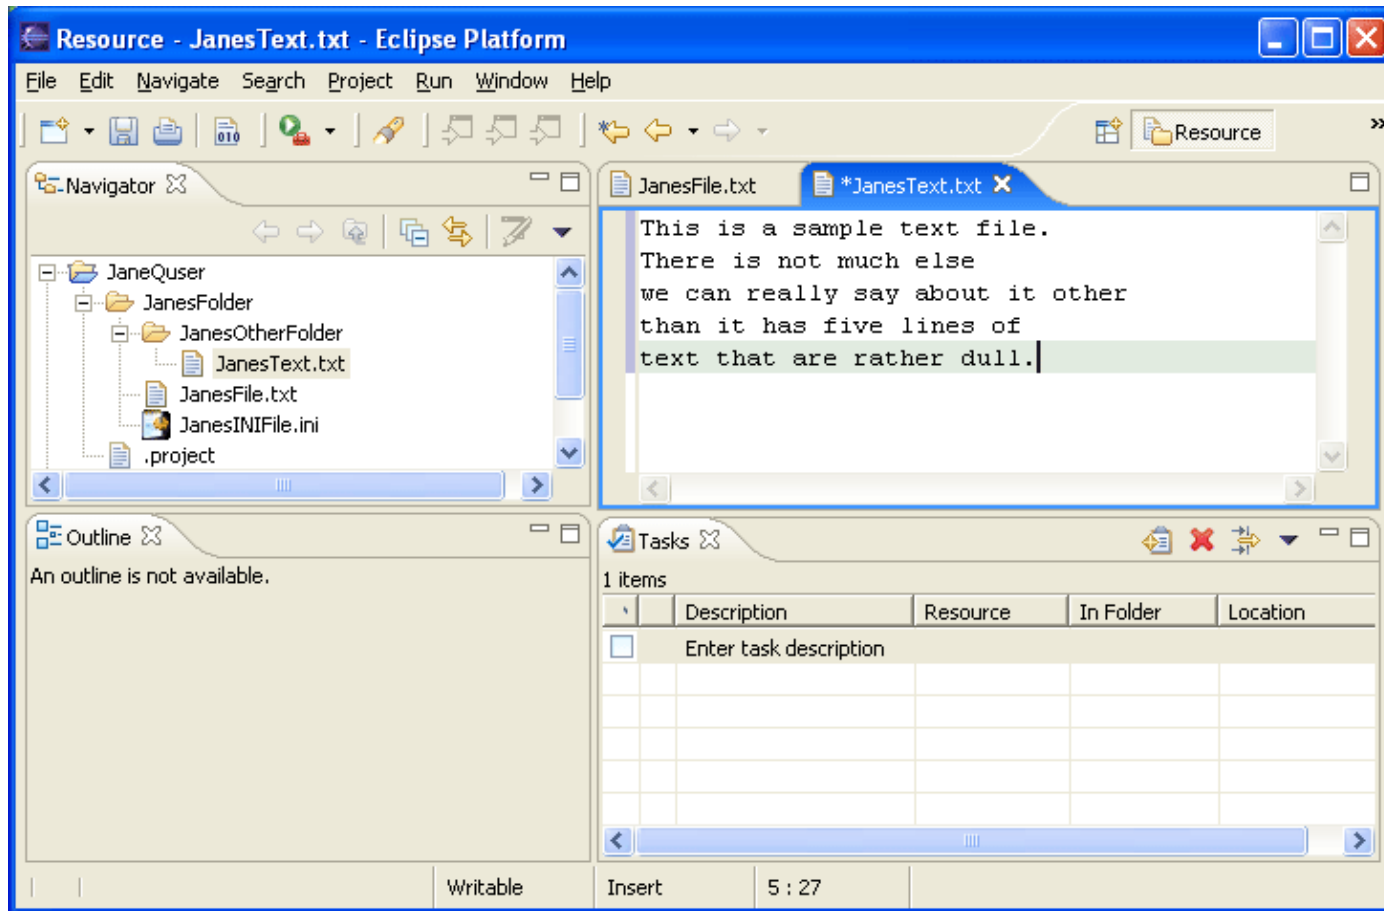 Resource - JanesText.txt - Eclipse Platform
File Edit Navigate Search Project Run Window Help
010
Resource
»
Navigator
JaneQuser
JanesFolder
JanesOtherFolder
JanesText.txt
JanesFile.txt
JanesINIFile.ini
.project
JanesFile.txt *JanesText.txt
This is a sample text file.
There is not much else
we can really say about it other
than it has five lines of
text that are rather dull.
Outline
An outline is not available.
Tasks
1 items
Description Resource In Folder Location
Enter task description
Writable Insert 5 : 27